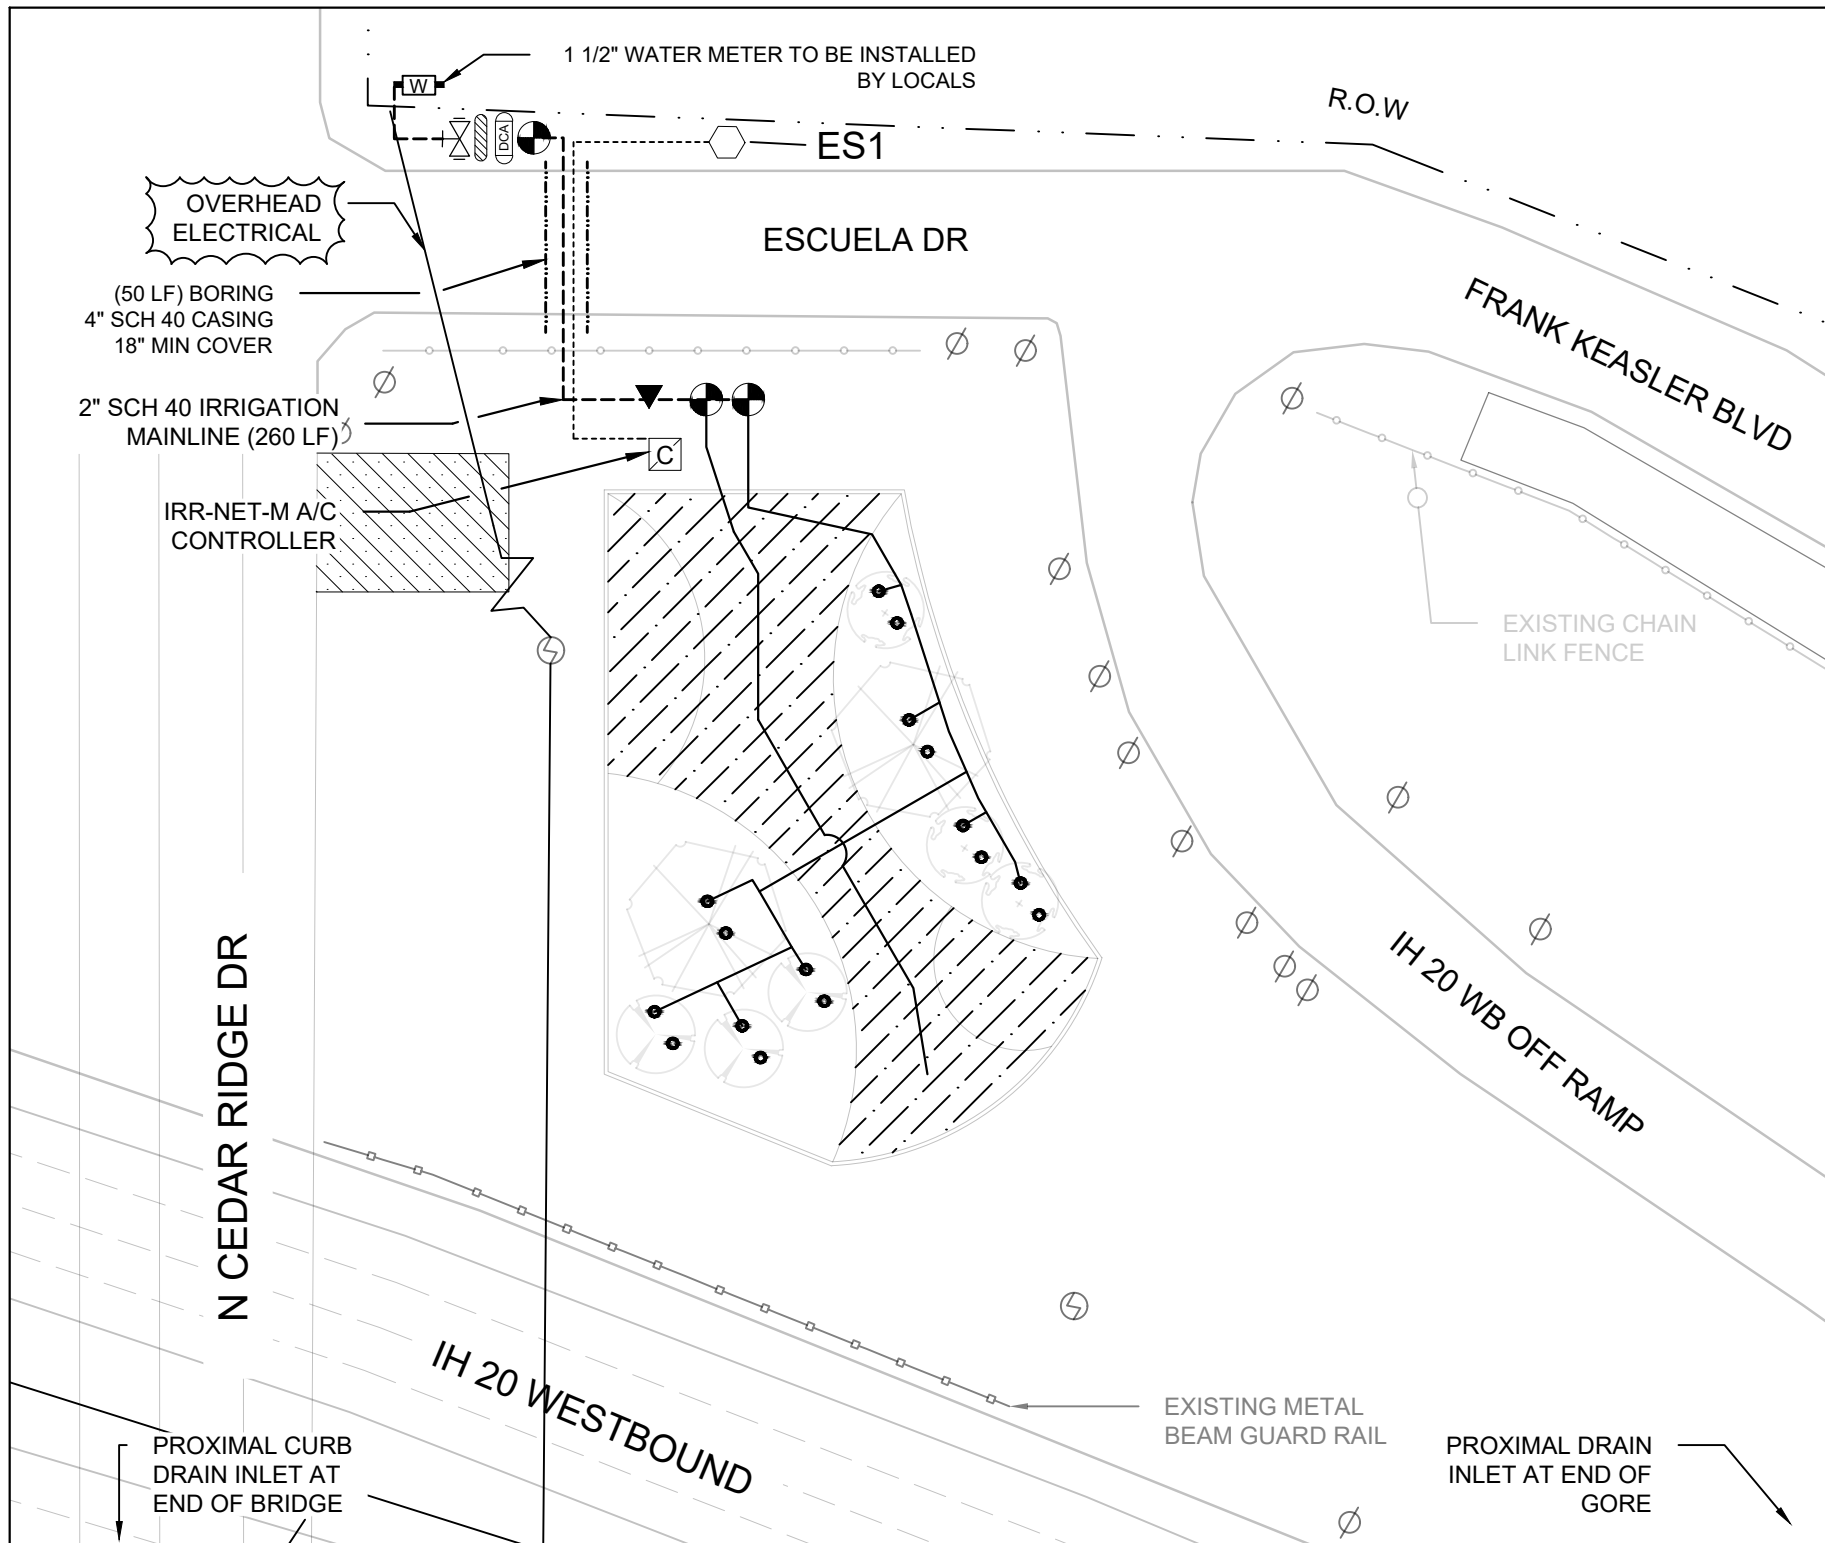 1 1/2" WATER METER TO BE INSTALLED
BY LOCALS
R.O.W
W
DCA
ES1
OVERHEAD
ELECTRICAL
ESCUELA DR
(50 LF) BORING
4" SCH 40 CASING
18" MIN COVER
FRANK KEASLER BLVD
2" SCH 40 IRRIGATION
MAINLINE (260 LF)
C
IRR-NET-M A/C
CONTROLLER
EXISTING CHAIN
LINK FENCE
N CEDAR RIDGE DR
IH 20 WB OFF RAMP
IH 20 WESTBOUND
EXISTING METAL
BEAM GUARD RAIL
PROXIMAL CURB
DRAIN INLET AT
END OF BRIDGE
PROXIMAL DRAIN
INLET AT END OF
GORE